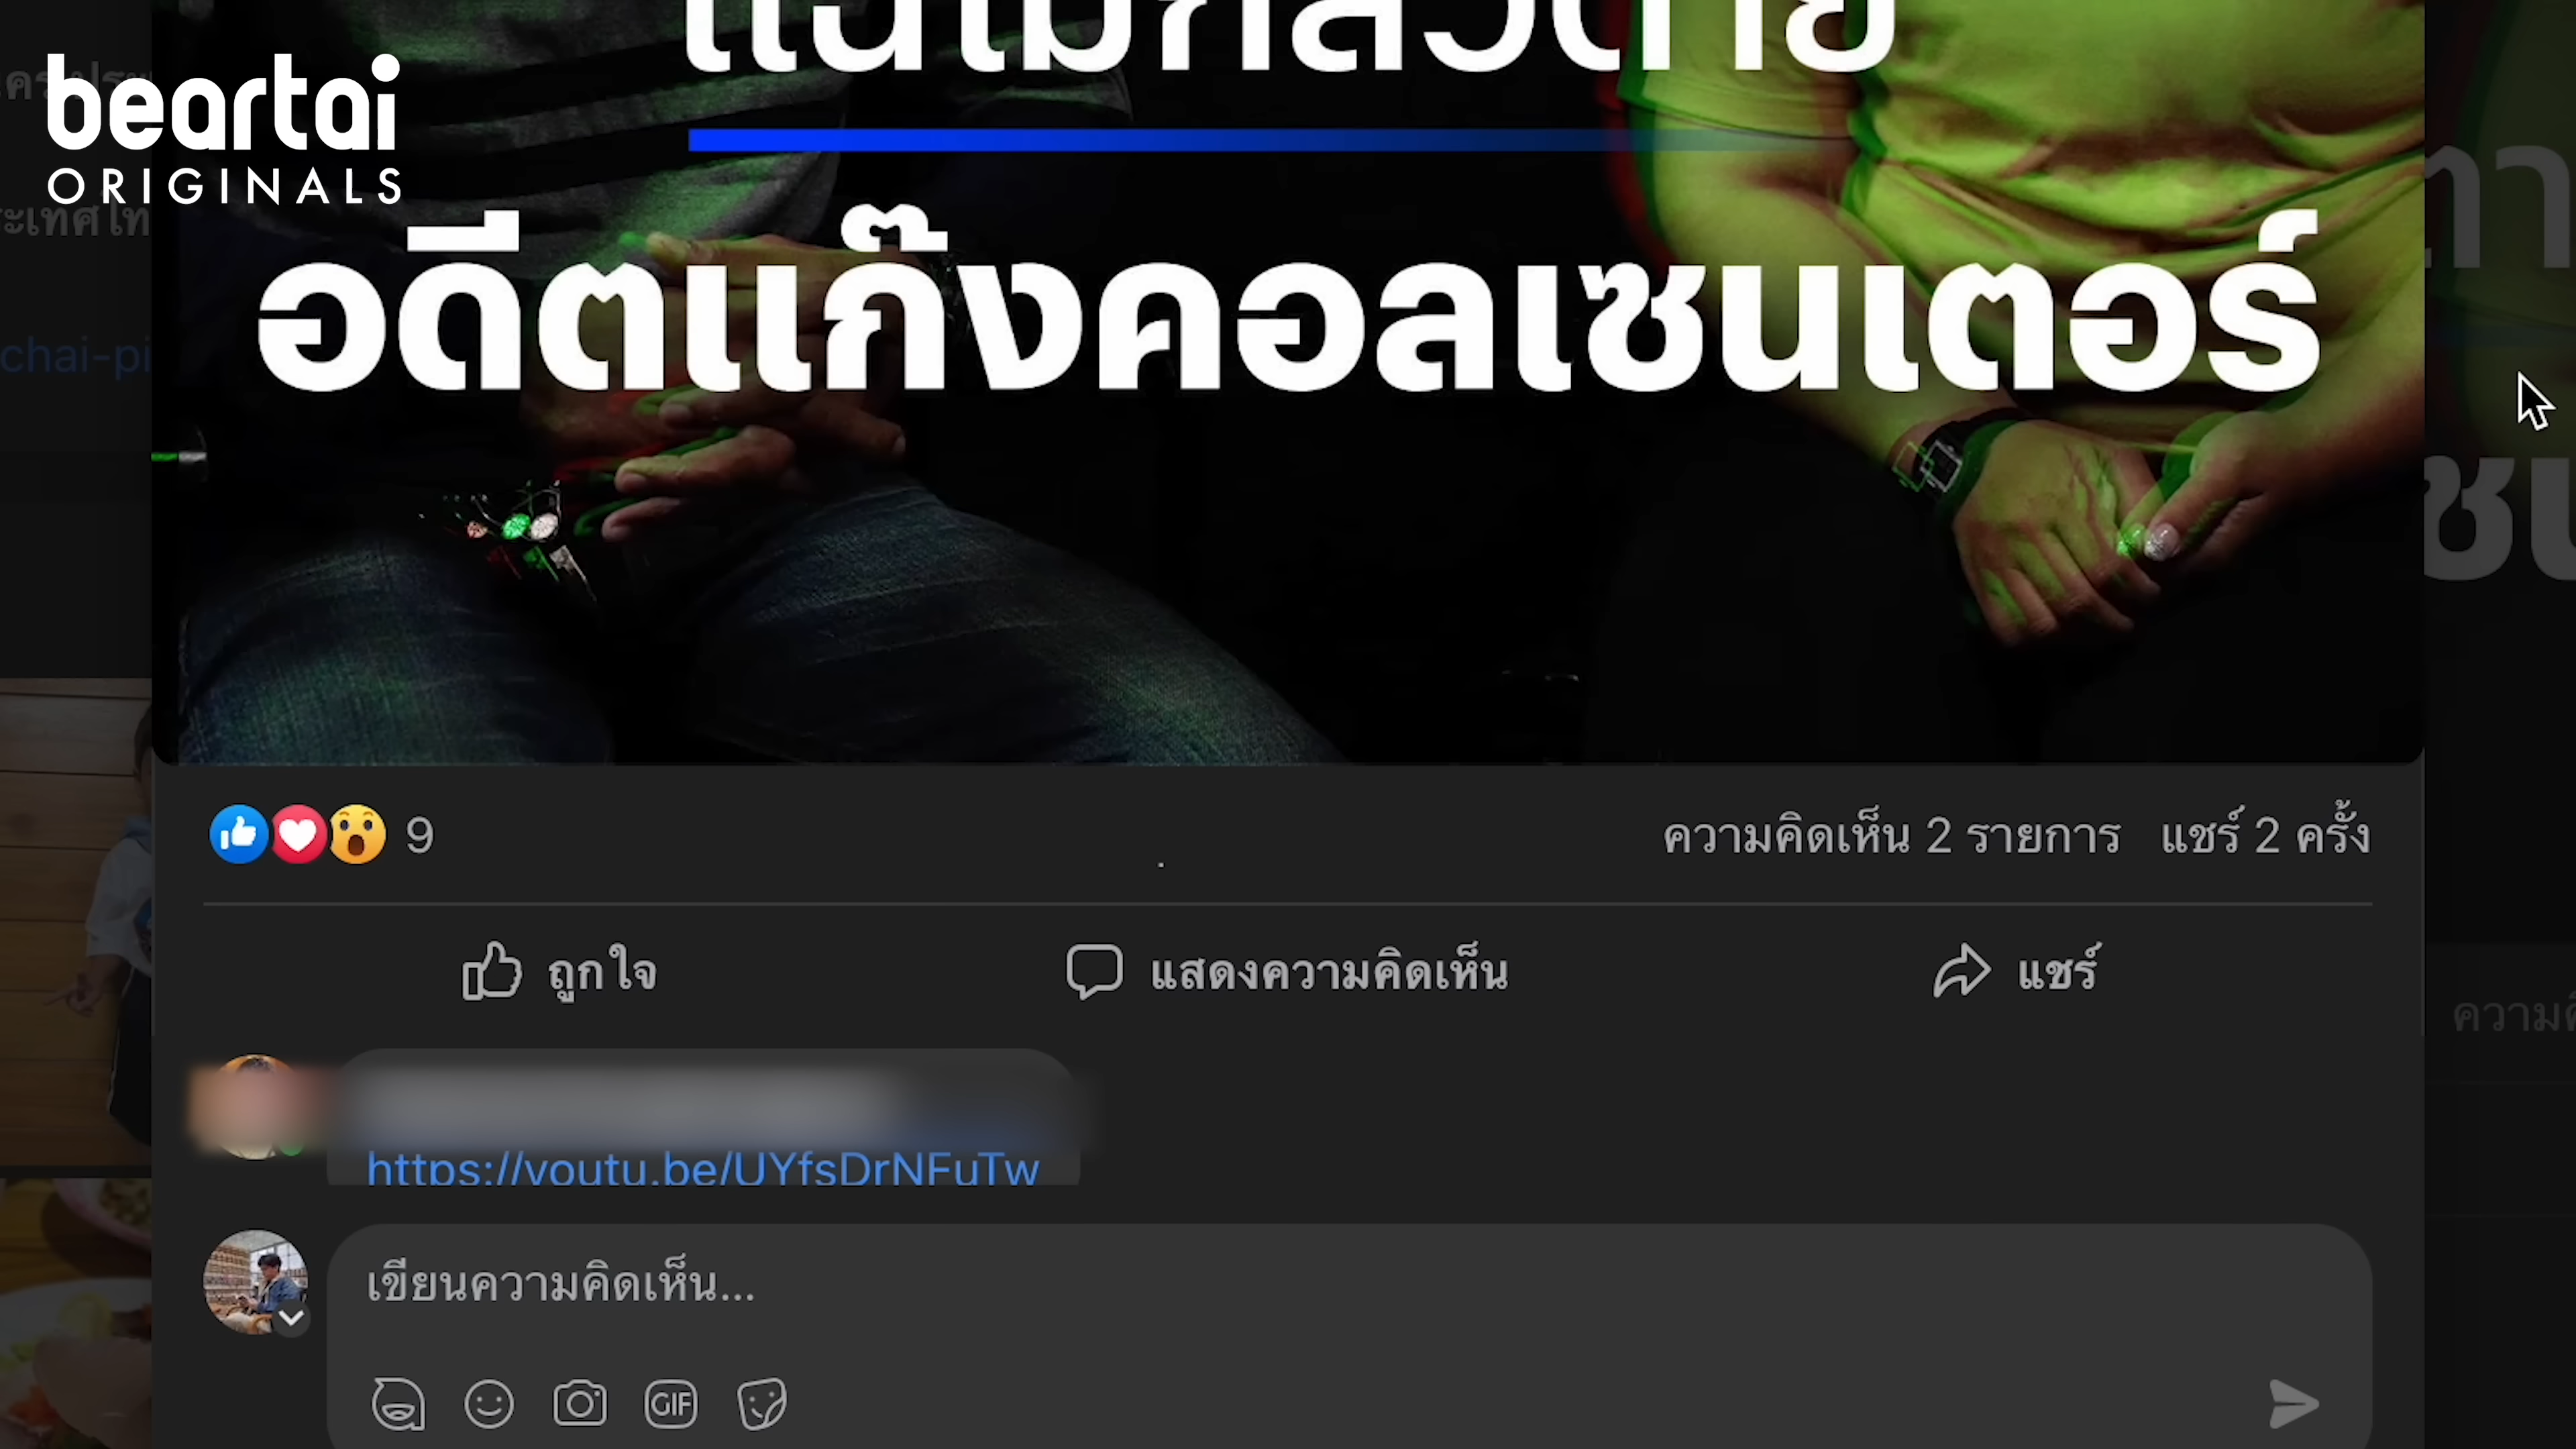 beartai
ORIGINALS
อดีตแก๊งคอลเซนเตอร์
chai-pi
9
ความคิดเห็น 2 รายการ แชร์ 2 ครั้ง
ถูกใจ
แสดงความคิดเห็น
แชร์
https://youtu.be/UYfsDrNFuTw
เขียนความคิดเห็น...
GIF